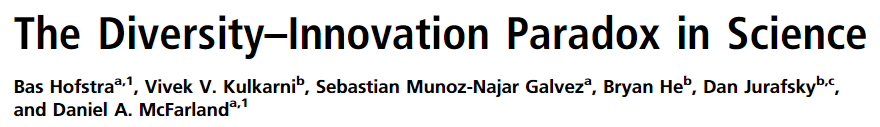 The Diversity–Innovation Paradox in Science
Bas Hofstraa,1, Vivek V. Kulkarnib, Sebastian Munoz-Najar Galveza, Bryan Heb, Dan Jurafskyb,c,
and Daniel A. McFarlanda,1